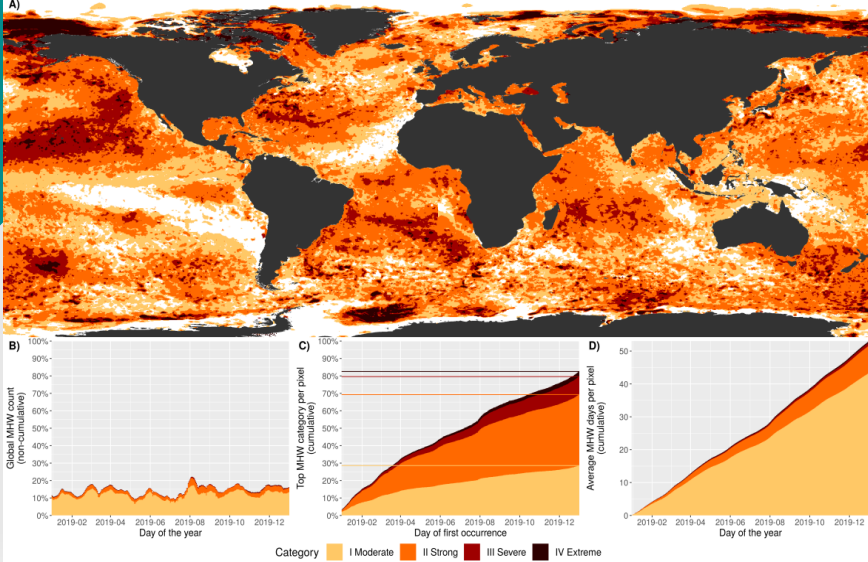 A)
B)
100%
90%
80%
70%
60%
50%
40%
30%
20%
10%
0%
Global MHW count
(non-cumulative)
2019-02 2019-04 2019-06 2019-08 2019-10 2019-12
Day of the year
C)
100%
90%
80%
70%
60%
50%
40%
30%
20%
10%
0%
Top MHW category per pixel
(cumulative)
2019-02 2019-04 2019-06 2019-08 2019-10 2019-12
Day of first occurrence
D)
50
40
30
20
10
0
Average MHW days per pixel
(cumulative)
2019-02 2019-04 2019-06 2019-08 2019-10 2019-12
Day of the year
Category I Moderate II Strong III Severe IV Extreme